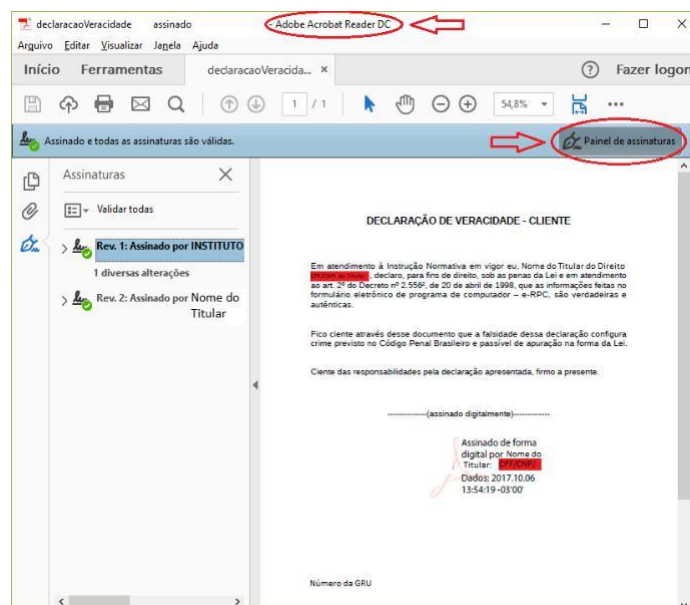 declaracaoVeracidade assinado - Adobe Acrobat Reader DC
Arquivo Editar Visualizar Janela Ajuda
Início Ferramentas declaracaoVeracida... × ? Fazer logon
1 / 1 54,8%
Assinado e todas as assinaturas são válidas. Painel de assinaturas
Assinaturas
Validar todas
Rev. 1: Assinado por INSTITUTO
1 diversas alterações
Rev. 2: Assinado por Nome do
Titular
DECLARAÇÃO DE VERACIDADE - CLIENTE
Em atendimento à Instrução Normativa em vigor eu, Nome do Titular do Direito
CPF/CNPJ do Titular, declaro, para fins de direito, sob as penas da Lei e em atendimento
ao art. 2º do Decreto nº 2.556², de 20 de abril de 1998, que as informações feitas no
formulário eletrônico de programa de computador – e-RPC, são verdadeiras e
autênticas.
Fico ciente através desse documento que a falsidade dessa declaração configura
crime previsto no Código Penal Brasileiro e passível de apuração na forma da Lei.
Ciente das responsabilidades pela declaração apresentada, firmo a presente.
-------------(assinado digitalmente)------------
Assinado de forma
digital por Nome do
Titular: CPF/CNPJ
Dados: 2017.10.06
13:54:19 -03'00'
Número da GRU